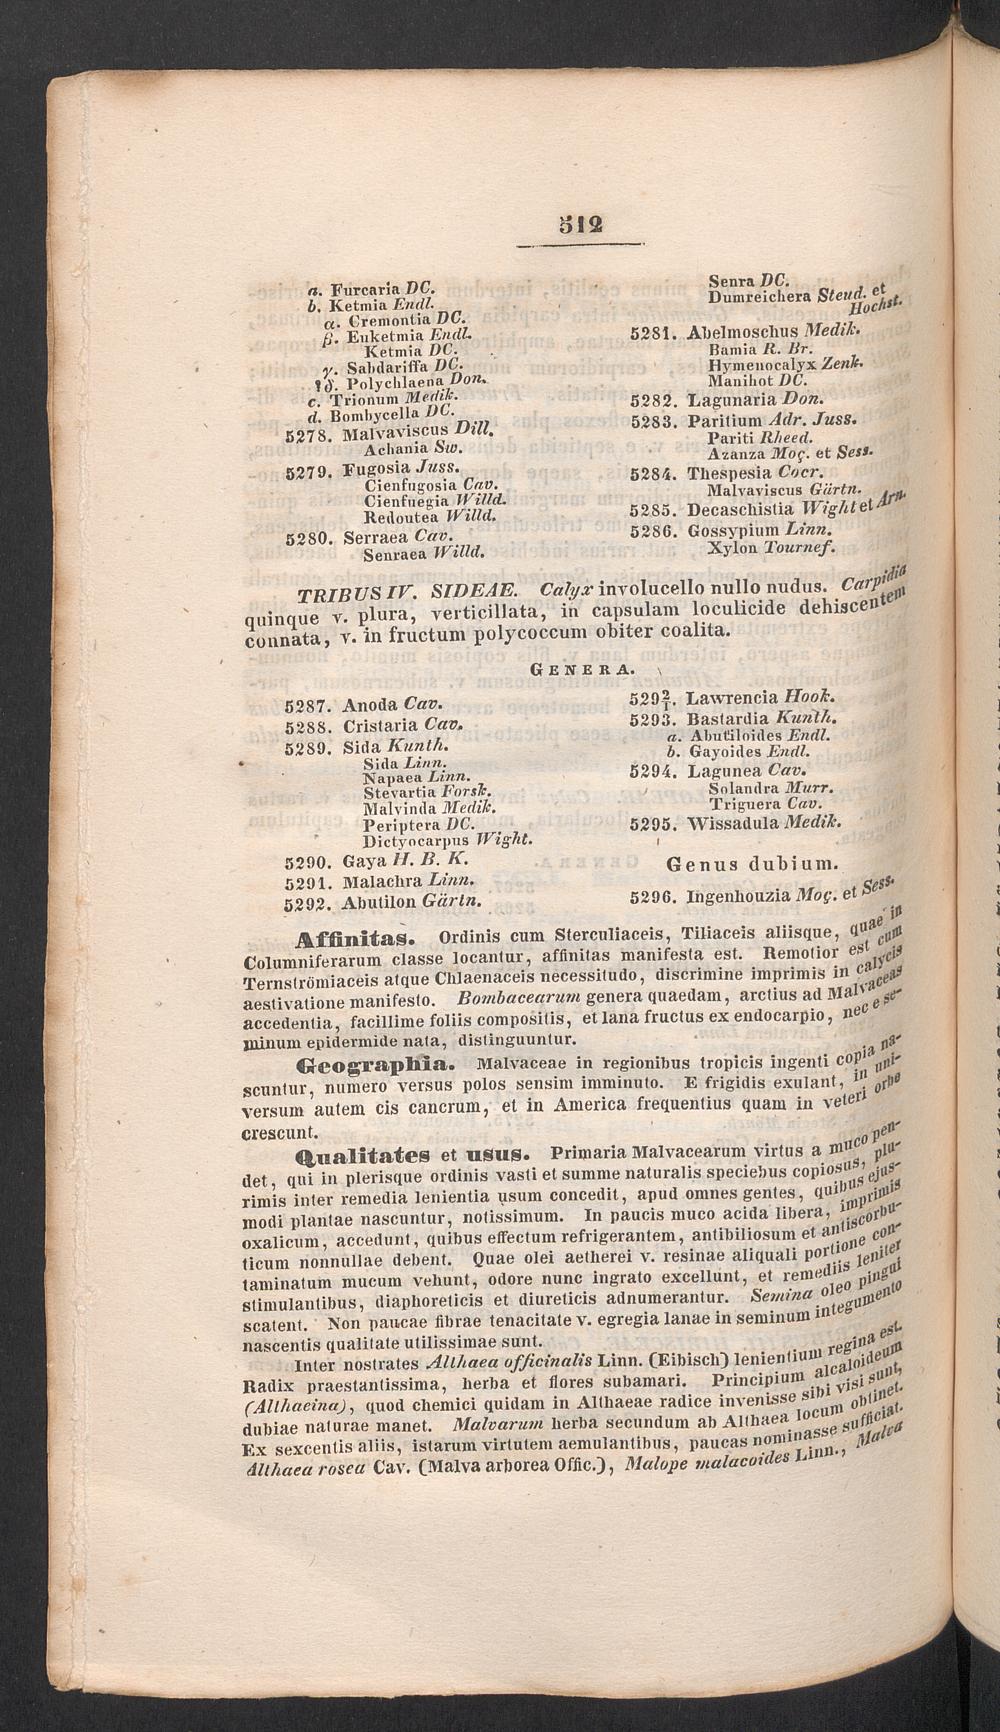 512
a. Furcaria DC.
b. Ketmia Endl.
α. Cremontia DC.
β. Euketmia Endl.
Ketmia DC.
γ. Sabdariffa DC.
?δ. Polychlaena Don.
c. Trionum Medik.
d. Bombycella DC.
5278. Malvaviscus Dill.
Achania Sw.
5279. Fugosia Juss.
Cienfugosia Cav.
Cienfuegia Willd.
Redoutea Willd.
5280. Serraea Cav.
Senraea Willd.
Senra DC.
Dumreichera Steud. et
Hochst.
5281. Abelmoschus Medik.
Bamia R. Br.
Hymenocalyx Zenk.
Manihot DC.
5282. Lagunaria Don.
5283. Paritium Adr. Juss.
Pariti Rheed.
Azanza Moç. et Sess.
5284. Thespesia Cocr.
Malvaviscus Gärtn.
5285. Decaschistia Wight et Arn.
5286. Gossypium Linn.
Xylon Tournef.
TRIBUS IV. SIDEAE. Calyx involucello nullo nudus. Carpidia
quinque v. plura, verticillata, in capsulam loculicide dehiscentem
connata, v. in fructum polycoccum obiter coalita.
GENERA.
5287. Anoda Cav.
5288. Cristaria Cav.
5289. Sida Kunth.
Sida Linn.
Napaea Linn.
Stevartia Forsk.
Malvinda Medik.
Periptera DC.
Dictyocarpus Wight.
5290. Gaya H. B. K.
5291. Malachra Linn.
5292. Abutilon Gärtn.
5292/1. Lawrencia Hook.
5293. Bastardia Kunth.
a. Abutiloides Endl.
b. Gayoides Endl.
5294. Lagunea Cav.
Solandra Murr.
Triguera Cav.
5295. Wissadula Medik.
Genus dubium.
5296. Ingenhouzia Moç. et Sess.
Affinitas. Ordinis cum Sterculiaceis, Tiliaceis aliisque, quae in
Columniferarum classe locantur, affinitas manifesta est. Remotior est cum
Ternströmiaceis atque Chlaenaceis necessitudo, discrimine imprimis in calycis
aestivatione manifesto. Bombacearum genera quaedam, arctius ad Malvaceas
accedentia, facillime foliis compositis, et lana fructus ex endocarpio, nec e se-
minum epidermide nata, distinguuntur.
Geographia. Malvaceae in regionibus tropicis ingenti copia na-
scuntur, numero versus polos sensim imminuto. E frigidis exulant, in uni-
versum autem cis cancrum, et in America frequentius quam in veteri orbe
crescunt.
Qualitates et usus. Primaria Malvacearum virtus a muco pen-
det, qui in plerisque ordinis vasti et summe naturalis speciebus copiosus, plu-
rimis inter remedia lenientia usum concedit, apud omnes gentes, quibus ejus-
modi plantae nascuntur, notissimum. In paucis muco acida libera, imprimis
oxalicum, accedunt, quibus effectum refrigerantem, antibiliosum et antiscorbu-
ticum nonnullae debent. Quae olei aetherei v. resinae aliquali portione con-
taminatum mucum vehunt, odore nunc ingrato excellunt, et remediis leniter
stimulantibus, diaphoreticis et diureticis adnumerantur. Semina oleo pingui
scatent. Non paucae fibrae tenacitate v. egregia lanae in seminum integumento
nascentis qualitate utilissimae sunt.
Inter nostrates Althaea officinalis Linn. (Eibisch) lenientium regina est.
Radix praestantissima, herba et flores subamari. Principium alcaloideum
(Althaeina), quod chemici quidam in Althaeae radice invenisse sibi visi sunt,
dubiae naturae manet. Malvarum herba secundum ab Althaea locum obtinet.
Ex sexcentis aliis, istarum virtutem aemulantibus, paucas nominasse sufficiat.
Althaea rosea Cav. (Malva arborea Offic.), Malope malacoides Linn., Malva